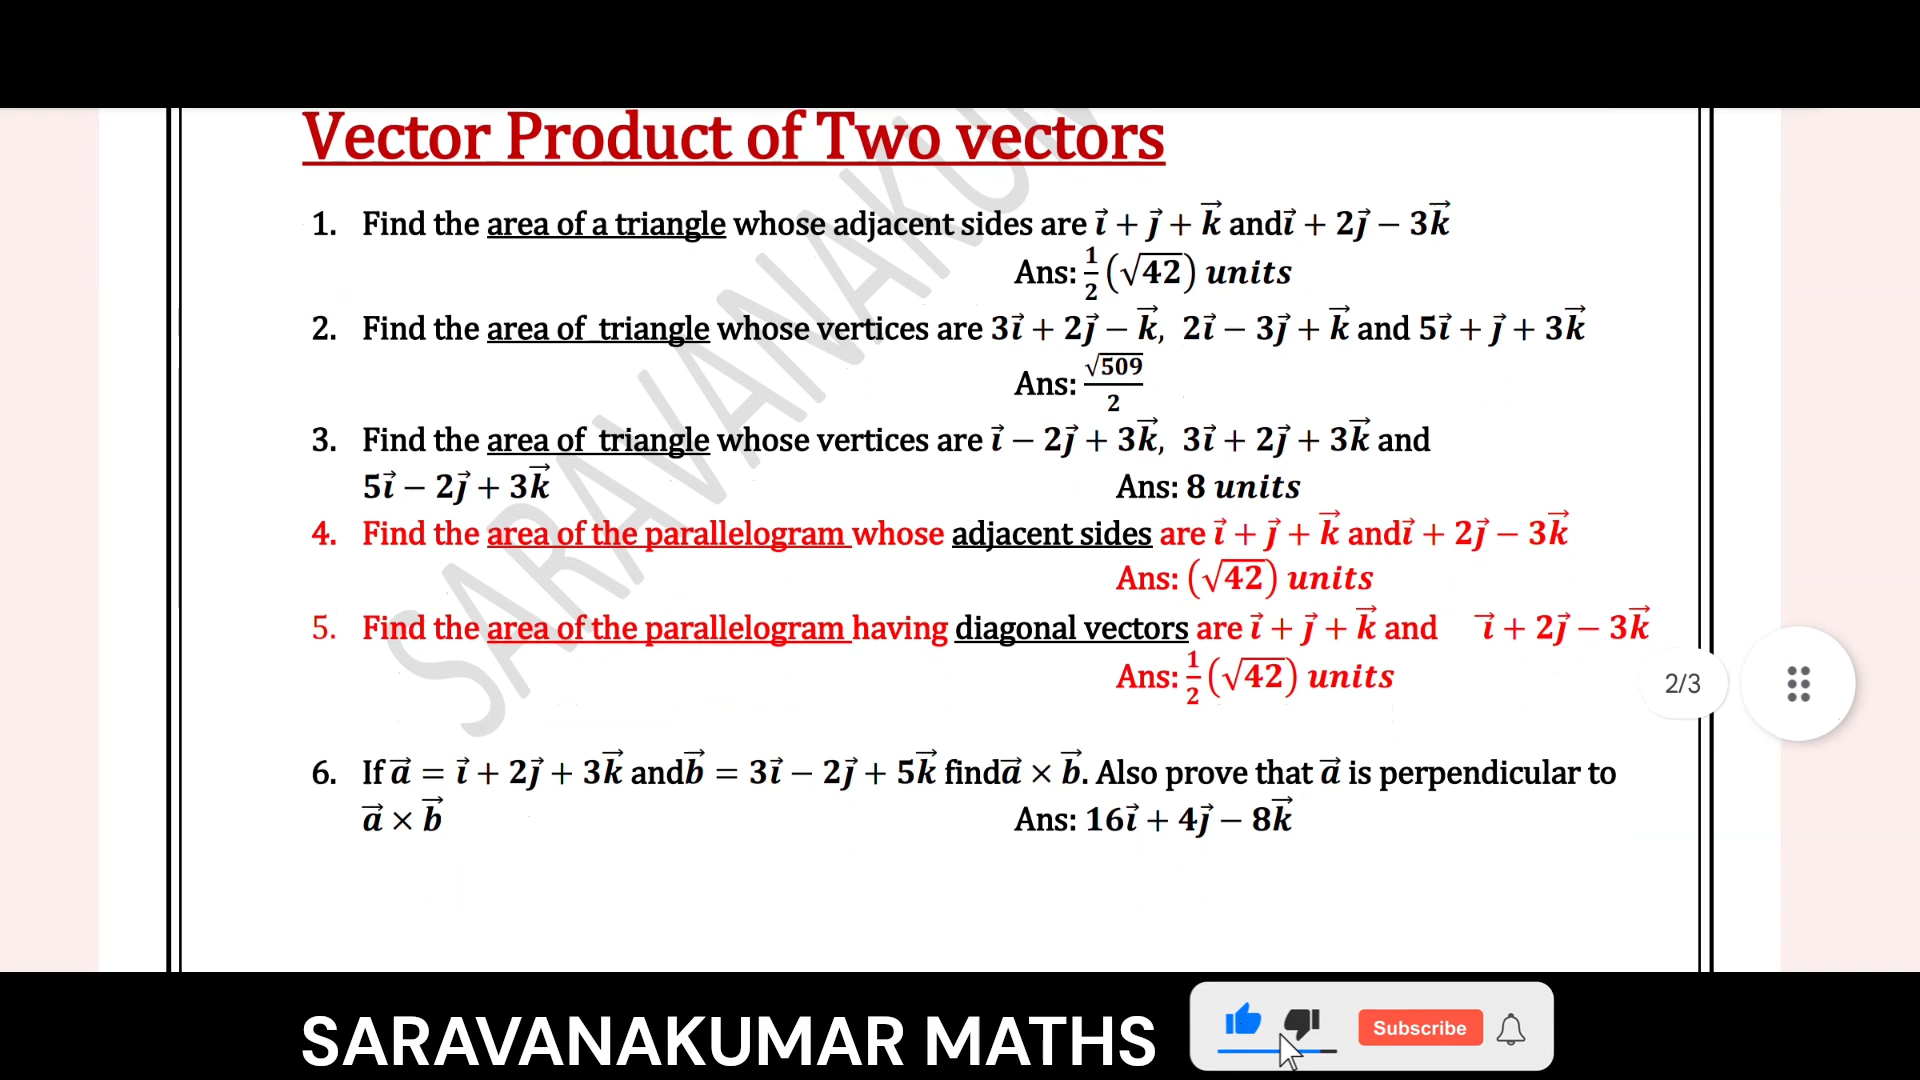 Vector Product of Two vectors
1. Find the area of a triangle whose adjacent sides are i⃗ + j⃗ + k⃗ andi⃗ + 2j⃗ − 3k⃗
Ans: 1/2 (√42) units
2. Find the area of triangle whose vertices are 3i⃗ + 2j⃗ − k⃗, 2i⃗ − 3j⃗ + k⃗ and 5i⃗ + j⃗ + 3k⃗
Ans: √509/2
3. Find the area of triangle whose vertices are i⃗ − 2j⃗ + 3k⃗, 3i⃗ + 2j⃗ + 3k⃗ and
5i⃗ − 2j⃗ + 3k⃗ Ans: 8 units
4. Find the area of the parallelogram whose adjacent sides are i⃗ + j⃗ + k⃗ andi⃗ + 2j⃗ − 3k⃗
Ans: (√42) units
5. Find the area of the parallelogram having diagonal vectors are i⃗ + j⃗ + k⃗ and i⃗ + 2j⃗ − 3k⃗
Ans: 1/2 (√42) units
2/3
6. If a⃗ = i⃗ + 2j⃗ + 3k⃗ andb⃗ = 3i⃗ − 2j⃗ + 5k⃗ finda⃗ × b⃗. Also prove that a⃗ is perpendicular to
a⃗ × b⃗ Ans: 16i⃗ + 4j⃗ − 8k⃗
SARAVANAKUM
SARAVANAKUMAR MATHS
Subscribe